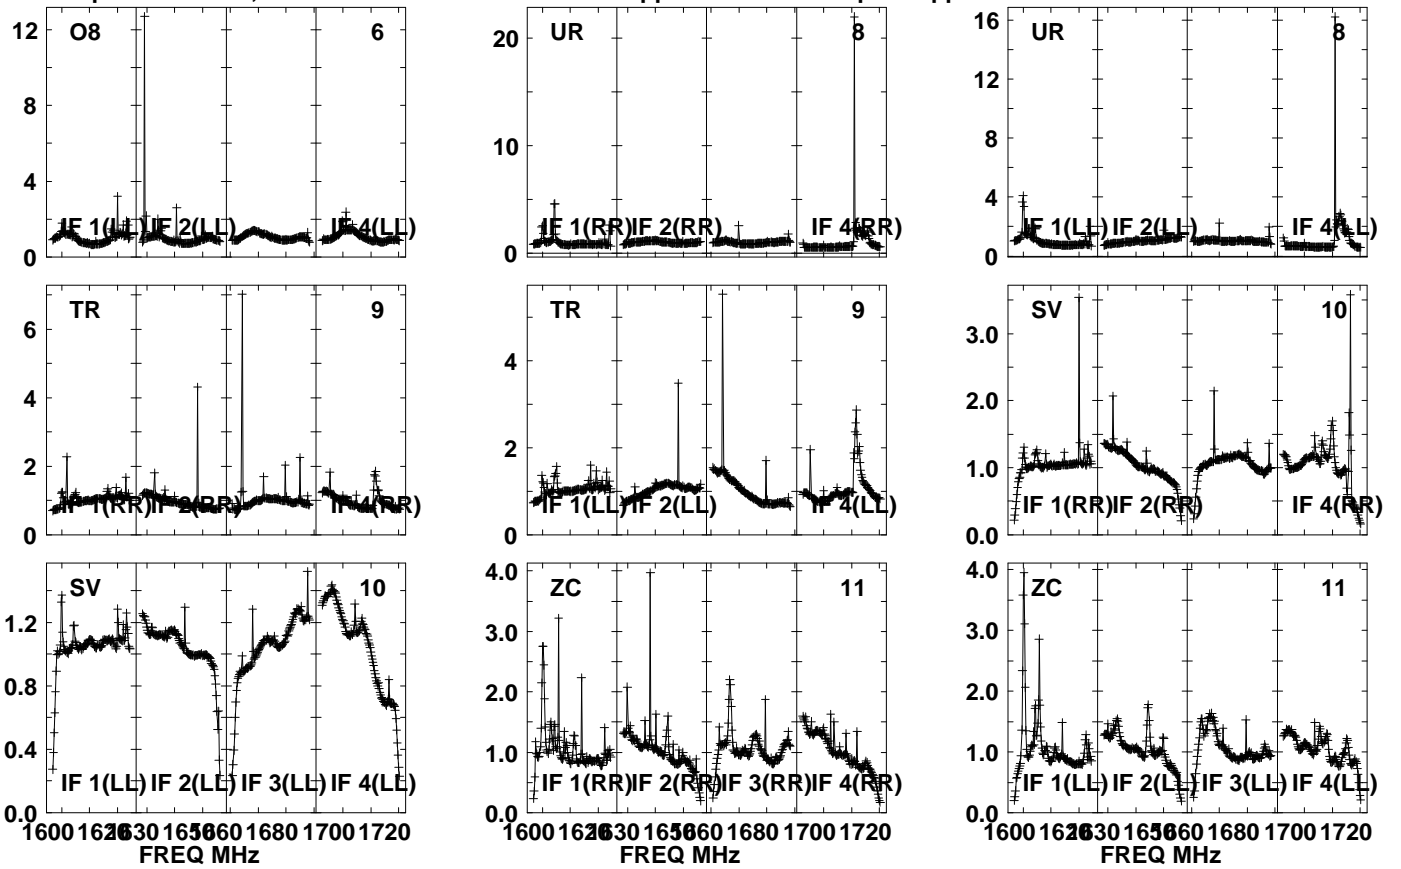 O8 6
12
8
4
0
IF 1(LL) IF 2(LL) IF 4(LL)
UR 8
20
10
0
IF 1(RR) IF 2(RR) IF 4(RR)
UR 8
16
12
8
4
0
IF 1(LL) IF 2(LL) IF 4(LL)
TR 9
6
4
2
0
IF 1(RR) IF 2(RR) IF 4(RR)
TR 9
4
2
0
IF 1(LL) IF 2(LL) IF 4(LL)
SV 10
3.0
2.0
1.0
0.0
IF 1(RR) IF 2(RR) IF 4(RR)
SV 10
1.2
0.8
0.4
0.0
IF 1(LL) IF 2(LL) IF 3(LL) IF 4(LL)
1600 1630 1650 1660 1680 1700 1720
FREQ MHz
ZC 11
4.0
3.0
2.0
1.0
0.0
IF 1(RR) IF 2(RR) IF 3(RR) IF 4(RR)
1600 1630 1650 1660 1680 1700 1720
FREQ MHz
ZC 11
4.0
3.0
2.0
1.0
0.0
IF 1(LL) IF 2(LL) IF 3(LL) IF 4(LL)
1600 1630 1650 1660 1680 1700 1720
FREQ MHz